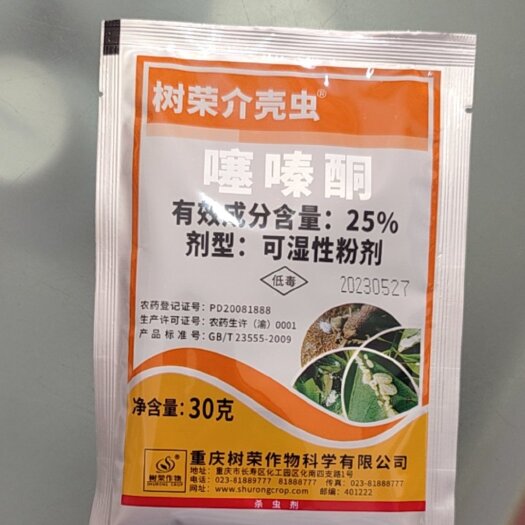 树荣介壳虫®
噻嗪酮
有效成分含量：25%
剂型：可湿性粉剂
低毒
20230527
农药登记证号：PD20081888
生产许可证号：农药生许（渝）0001
产品标准号：GB/T 23555-2009
净含量：30克
树荣作物
SHURONG CROP
重庆树荣作物科学有限公司
地址：重庆市长寿区化工园区化南四支路1号
电话：023-81889777 81888777 传真：023-81881777
网址：www.shurongcrop.com 邮编：401222
杀虫剂